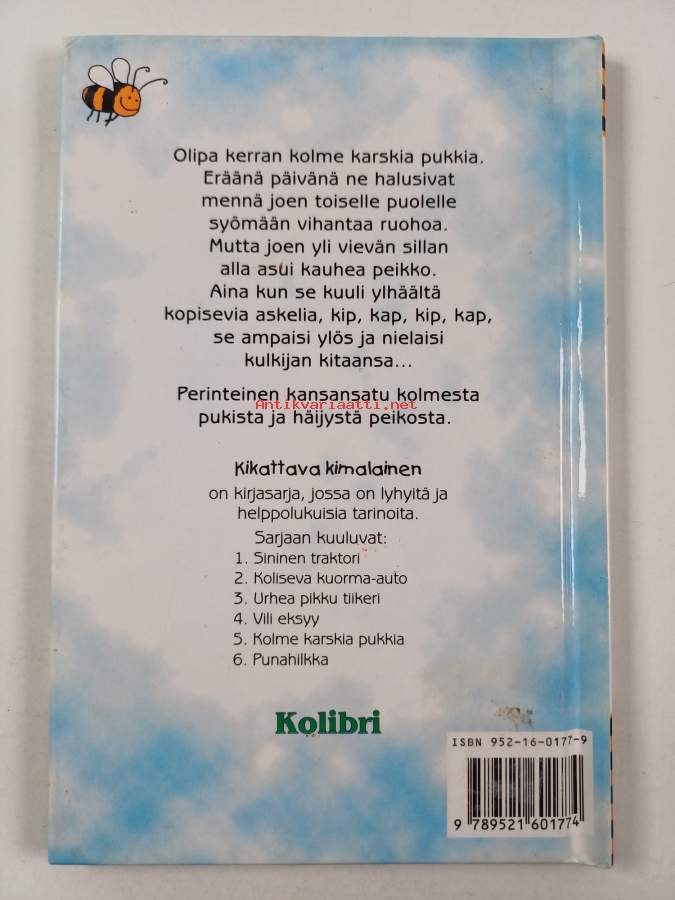 Olipa kerran kolme karskia pukkia.
Eräänä päivänä ne halusivat
mennä joen toiselle puolelle
syömään vihantaa ruohoa.
Mutta joen yli vievän sillan
alla asui kauhea peikko.
Aina kun se kuuli ylhäältä
kopisevia askelia, kip, kap, kip, kap,
se ampaisi ylös ja nielaisi
kulkijan kitaansa...
Perinteinen kansansatu kolmesta
Antikvariaatti.net
pukista ja häijystä peikosta.
Kikattava kimalainen
on kirjasarja, jossa on lyhyitä ja
helppolukuisia tarinoita.
Sarjaan kuuluvat:
1. Sininen traktori
2. Koliseva kuorma-auto
3. Urhea pikku tiikeri
4. Vili eksyy
5. Kolme karskia pukkia
6. Punahilkka
Kolibri
ISBN 952-16-0177-9
9 789521 601774